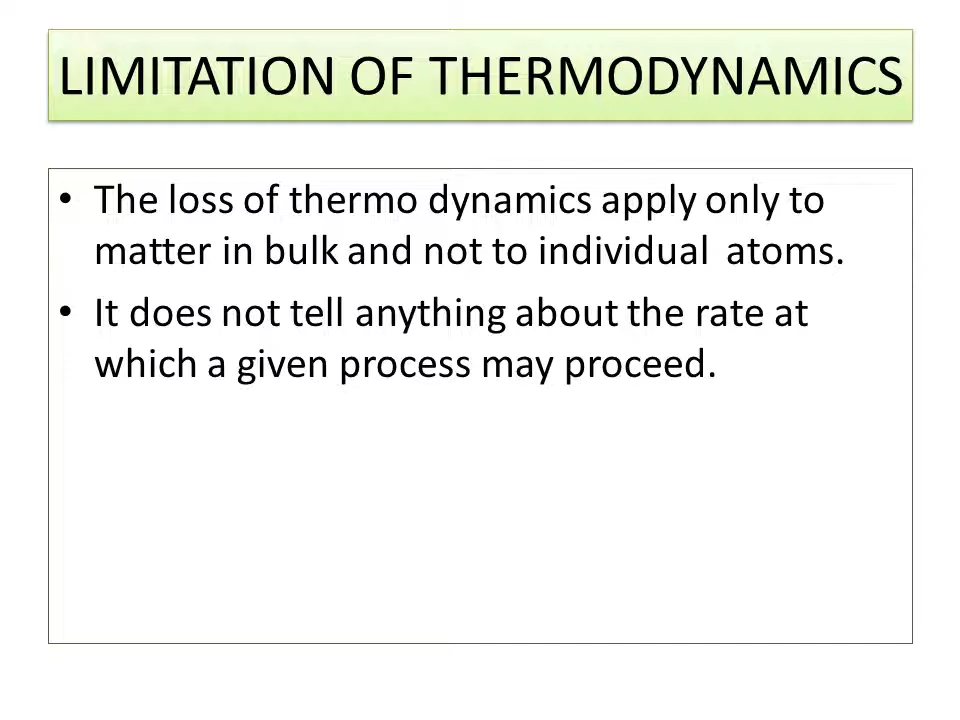 LIMITATION OF THERMODYNAMICS
• The loss of thermo dynamics apply only to
matter in bulk and not to individual atoms.
• It does not tell anything about the rate at
which a given process may proceed.